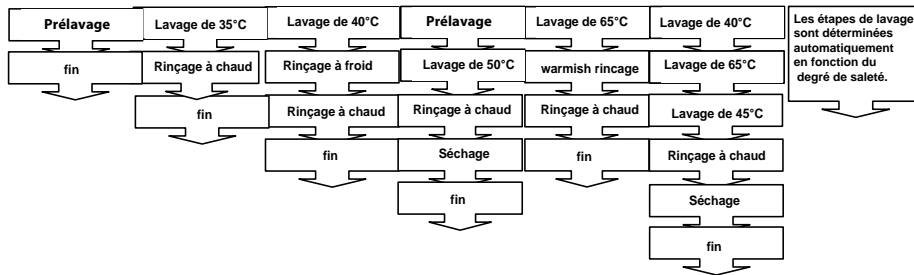 Prélavage
fin
Lavage de 35°C
Rinçage à chaud
fin
Lavage de 40°C
Rinçage à froid
Rinçage à chaud
fin
Prélavage
Lavage de 50°C
Rinçage à chaud
Séchage
fin
Lavage de 65°C
warmish rincage
Rinçage à chaud
fin
Lavage de 40°C
Lavage de 65°C
Lavage de 45°C
Rinçage à chaud
Séchage
fin
Les étapes de lavage
sont déterminées
automatiquement
en fonction du
degré de saleté.